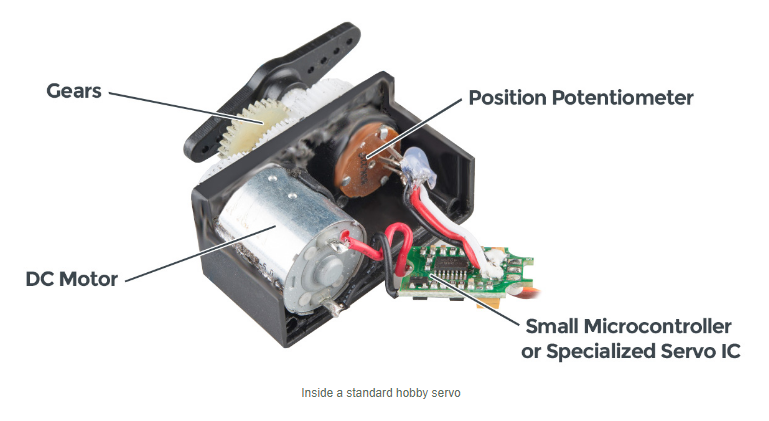 Gears
Position Potentiometer
DC Motor
Small Microcontroller
or Specialized Servo IC
Inside a standard hobby servo